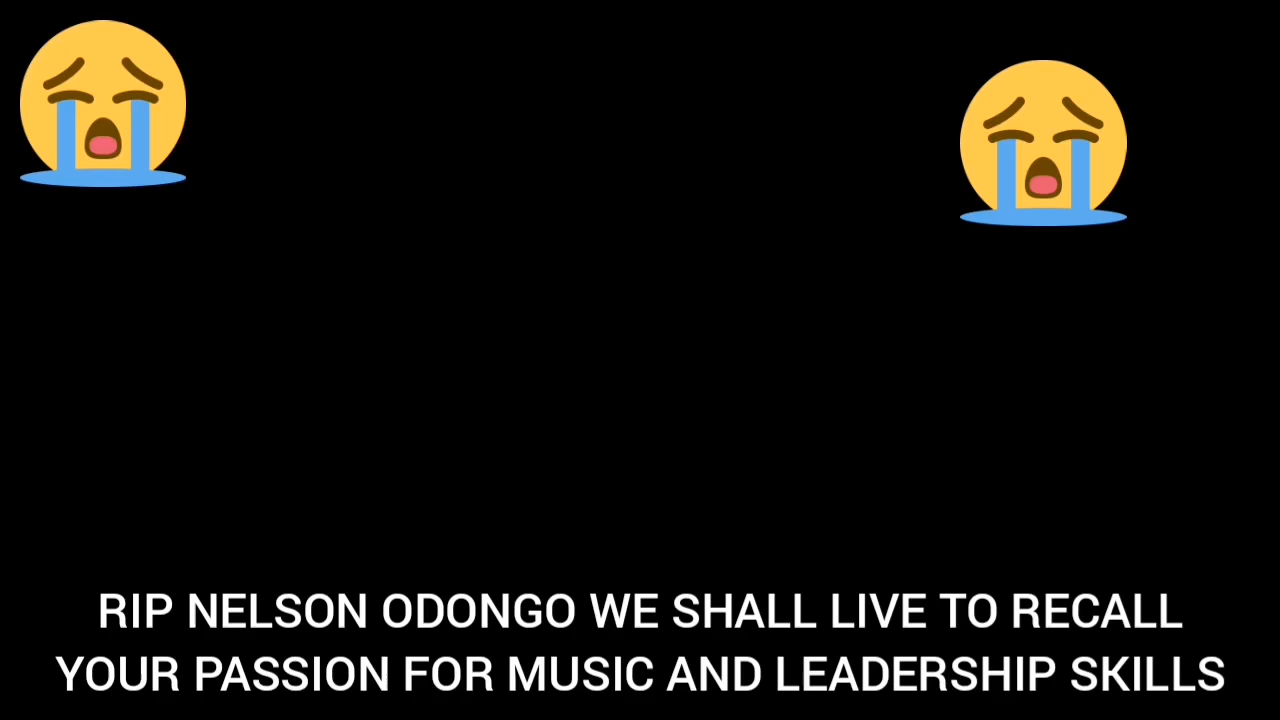 RIP NELSON ODONGO WE SHALL LIVE TO RECALL
YOUR PASSION FOR MUSIC AND LEADERSHIP SKILLS